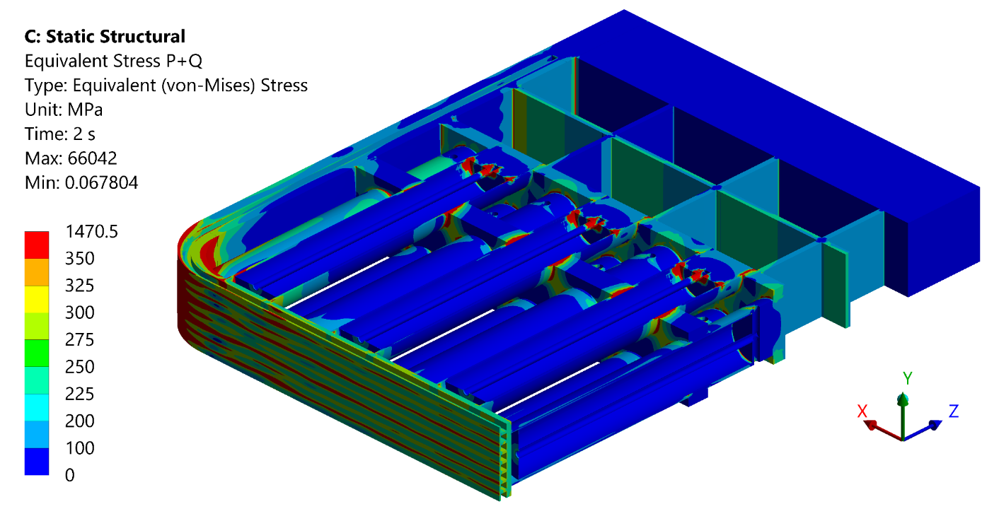 C: Static Structural
Equivalent Stress P+Q
Type: Equivalent (von-Mises) Stress
Unit: MPa
Time: 2 s
Max: 66042
Min: 0.067804
1470.5
350
325
300
275
250
225
200
100
0
Y
X
Z